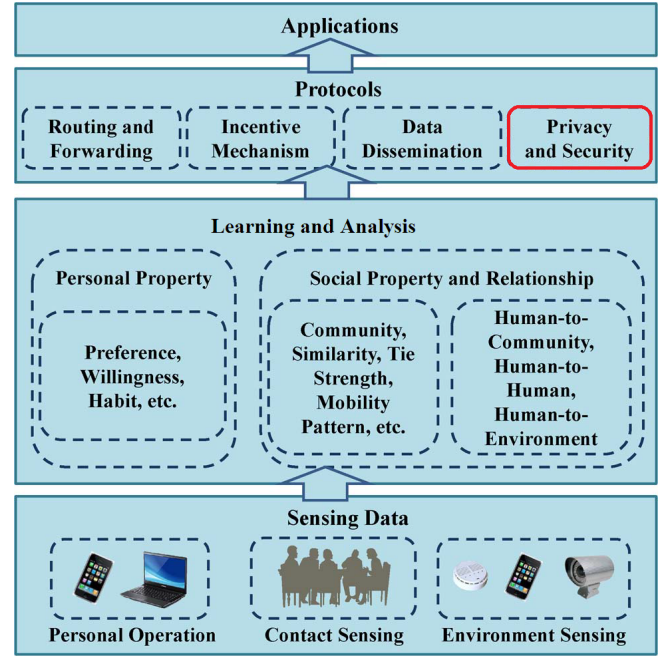 Applications
Protocols
Routing and
Forwarding
Incentive
Mechanism
Data
Dissemination
Privacy
and Security
Learning and Analysis
Personal Property
Preference,
Willingness,
Habit, etc.
Social Property and Relationship
Community,
Similarity, Tie
Strength,
Mobility
Pattern, etc.
Human-to-
Community,
Human-to-
Human,
Human-to-
Environment
Sensing Data
Personal Operation
Contact Sensing
Environment Sensing